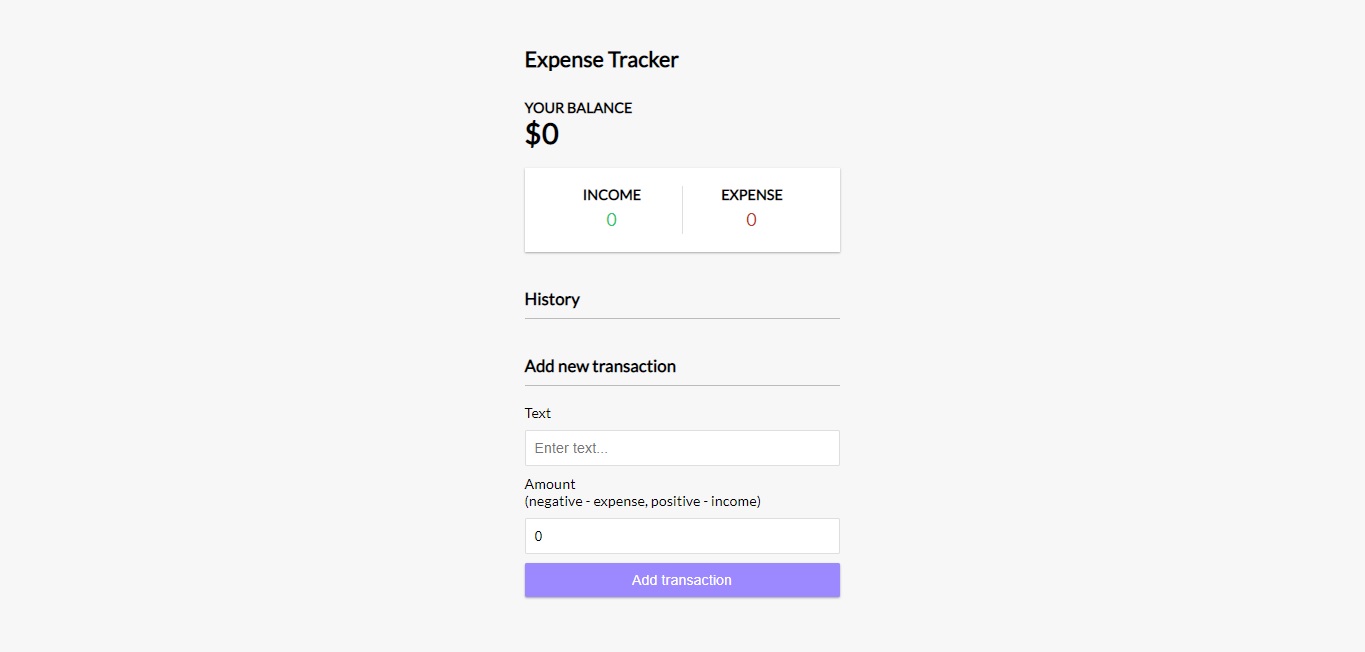 Expense Tracker
YOUR BALANCE
$0
INCOME EXPENSE
0 0
History
Add new transaction
Text
Enter text...
Amount
(negative - expense, positive - income)
0
Add transaction